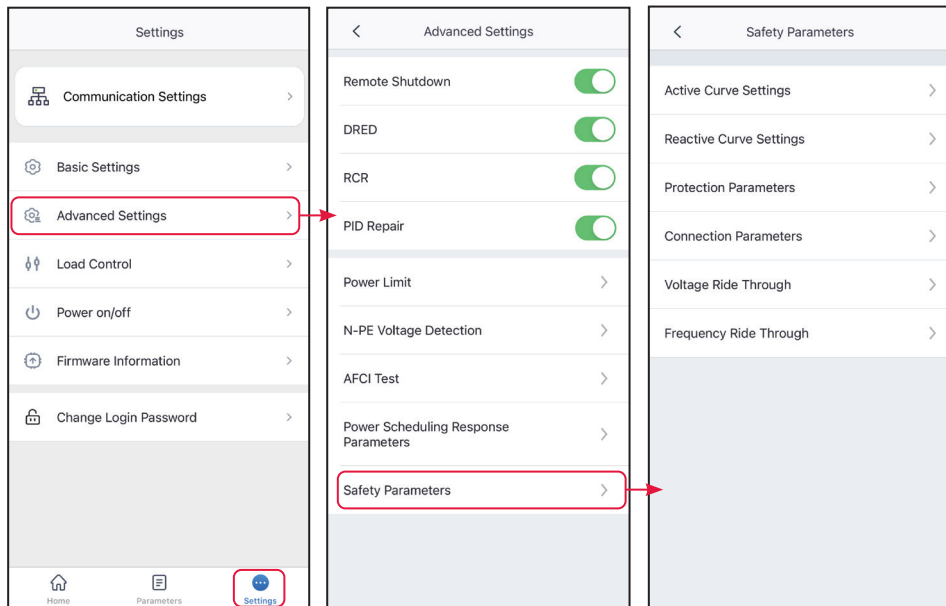 Settings
Communication Settings
Basic Settings
Advanced Settings
Load Control
Power on/off
Firmware Information
Change Login Password
Home
Parameters
Settings
Advanced Settings
Remote Shutdown
DRED
RCR
PID Repair
Power Limit
N-PE Voltage Detection
AFCI Test
Power Scheduling Response
Parameters
Safety Parameters
Safety Parameters
Active Curve Settings
Reactive Curve Settings
Protection Parameters
Connection Parameters
Voltage Ride Through
Frequency Ride Through